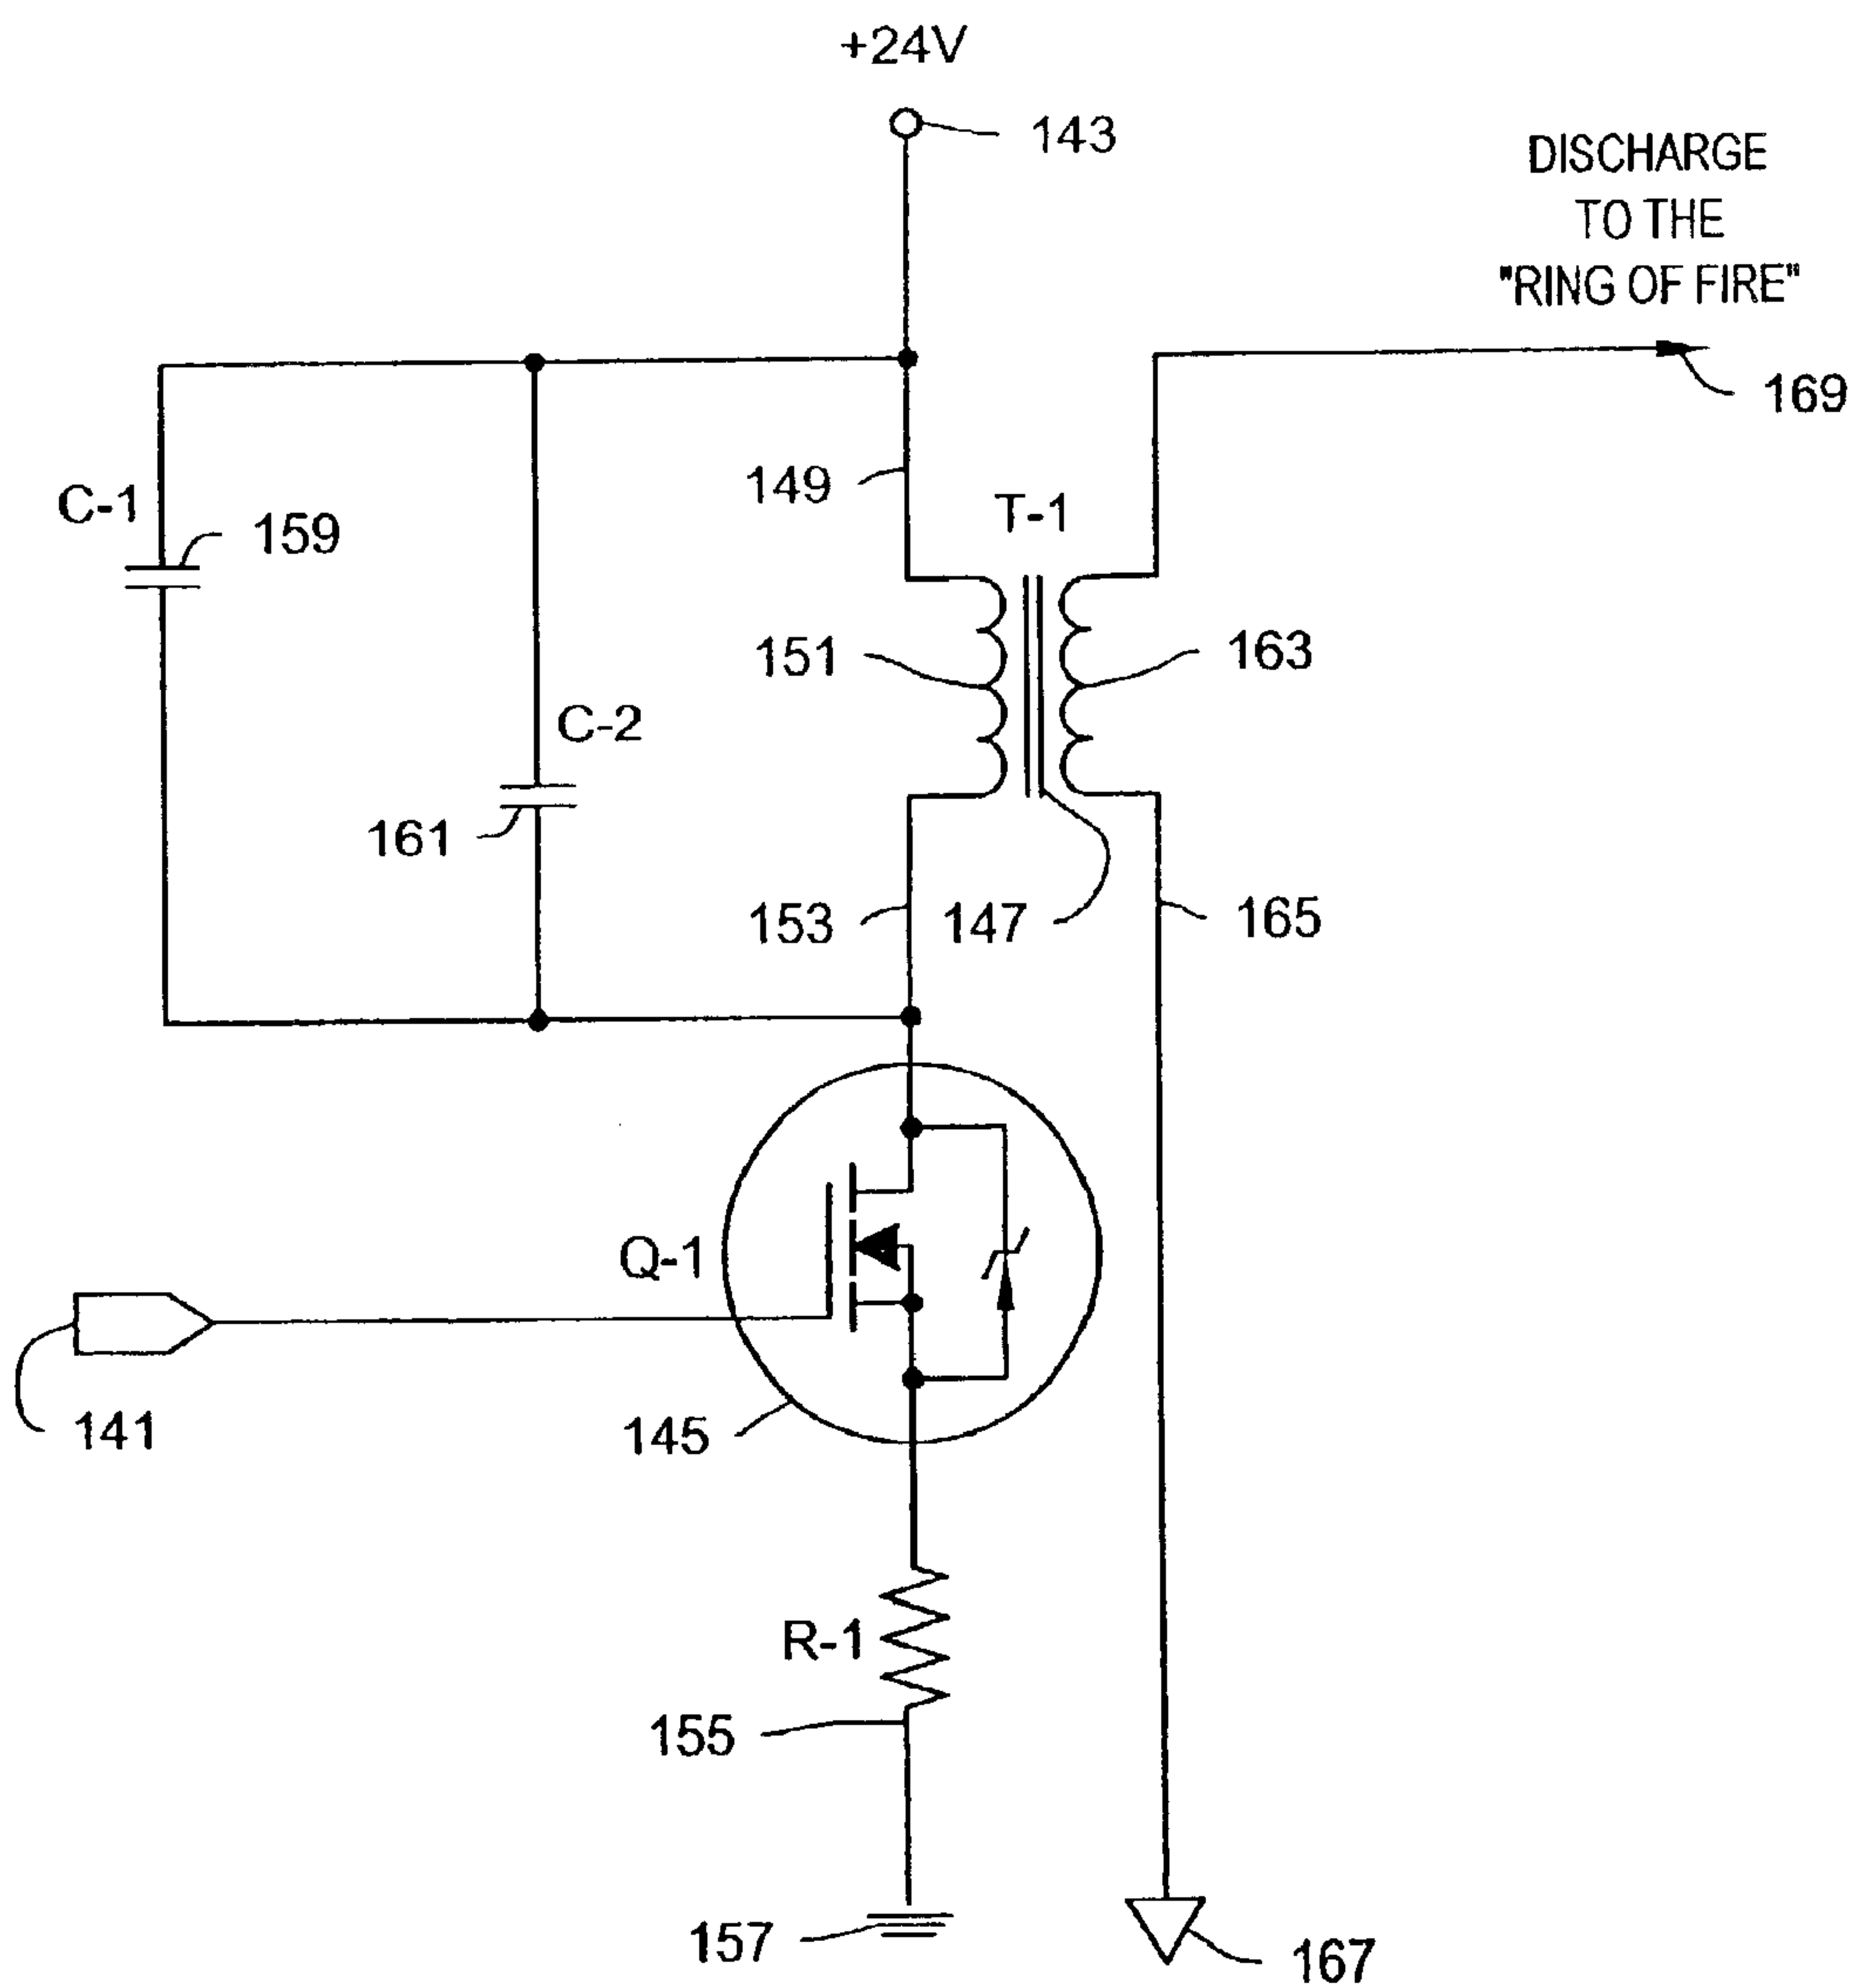 +24V
143
DISCHARGE
TO THE
"RING OF FIRE"
169
149
T-1
C-1
159
151
163
C-2
161
153
147
165
Q-1
141
145
R-1
155
157
167